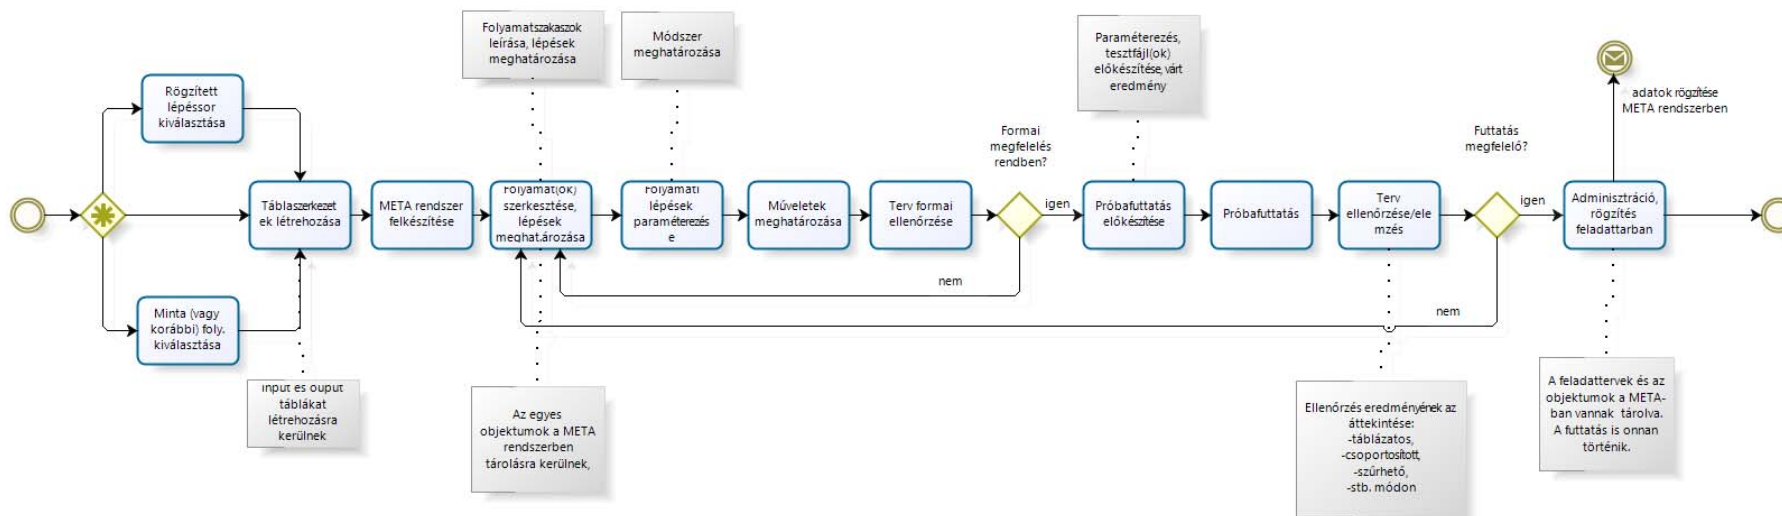 Folyamatszakaszok
leírása, lépések
meghatározása
Módszer
meghatározása
Paraméterezés,
tesztfájl(ok)
előkészítése, várt
eredmény
Rögzített
lépéssor
kiválasztása
adatok rögzítése
META rendszerben
Formai
megfelelés
rendben?
Futtatás
megfelelő?
Táblaszerkezet
ek létrehozása
META rendszer
felkészítése
Folyamat(ok)
szerkesztése,
lépések
meghatározása
Folyamati
lépések
paraméterezés
e
Műveletek
meghatározása
Terv formai
ellenőrzése
igen
Próbafuttatás
előkészítése
Próbafuttatás
Terv
ellenőrzése/ele
mzés
igen
Adminisztráció,
rögzítés
feladattarban
nem
nem
Minta (vagy
korábbi) foly.
kiválasztása
Input és ouput
táblákat
létrehozásra
kerülnek
Az egyes
objektumok a META
rendszerben
tárolásra kerülnek,
Ellenőrzés eredményének az
áttekintése:
-táblázatos,
-csoportosított,
-szűrhető,
-stb. módon
A feladattervek és az
objektumok a META-
ban vannak tárolva.
A futtatás is onnan
történik.